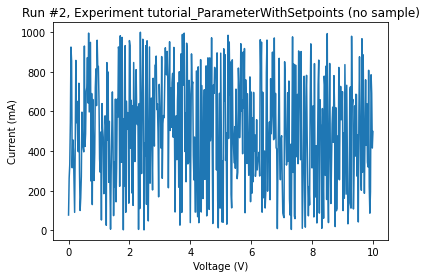 Run #2, Experiment tutorial_ParameterWithSetpoints (no sample)
1000
800
600
400
200
0
Current (mA)
0 2 4 6 8 10
Voltage (V)